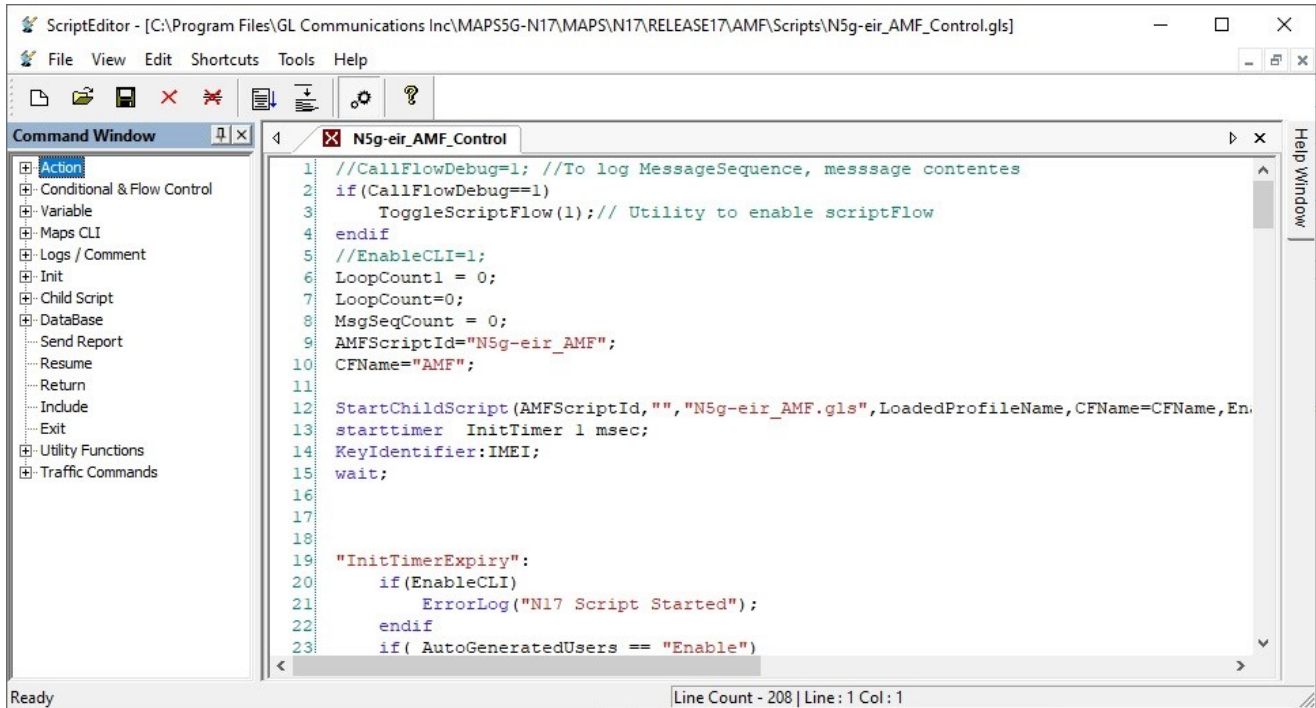 ScriptEditor - [C:\Program Files\GL Communications Inc\MAPS5G-N17\MAPS\N17\RELEASE17\AMF\Scripts\N5g-eir_AMF_Control.gls]
File View Edit Shortcuts Tools Help
Command Window
N5g-eir_AMF_Control
Help Window
Action
Conditional & Flow Control
Variable
Maps CLI
Logs / Comment
Init
Child Script
DataBase
Send Report
Resume
Return
Include
Exit
Utility Functions
Traffic Commands
1 //CallFlowDebug=1; //To log MessageSequence, messsage contentes
2 if(CallFlowDebug==1)
3 ToggleScriptFlow(1);// Utility to enable scriptFlow
4 endif
5 //EnableCLI=1;
6 LoopCount1 = 0;
7 LoopCount=0;
8 MsgSeqCount = 0;
9 AMFScriptId="N5g-eir_AMF";
10 CFName="AMF";
11
12 StartChildScript(AMFScriptId,"","N5g-eir_AMF.gls",LoadedProfileName,CFName=CFName,En
13 starttimer InitTimer 1 msec;
14 KeyIdentifier:IMEI;
15 wait;
16
17
18
19 "InitTimerExpiry":
20 if(EnableCLI)
21 ErrorLog("N17 Script Started");
22 endif
23 if( AutoGeneratedUsers == "Enable")
Ready
Line Count - 208 | Line : 1 Col : 1